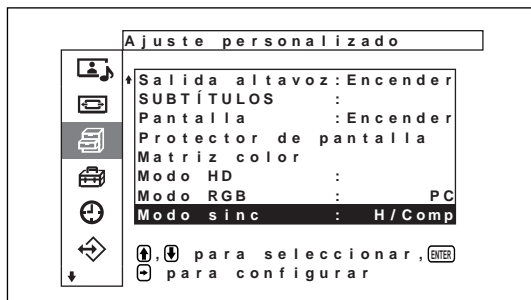 Ajuste personalizado
Salida altavoz:Encender
SUBTÍTULOS :
Pantalla :Encender
Protector de pantalla
Matriz color
Modo HD :
Modo RGB : PC
Modo sinc : H/Comp
, para seleccionar, ENTER
para configurar